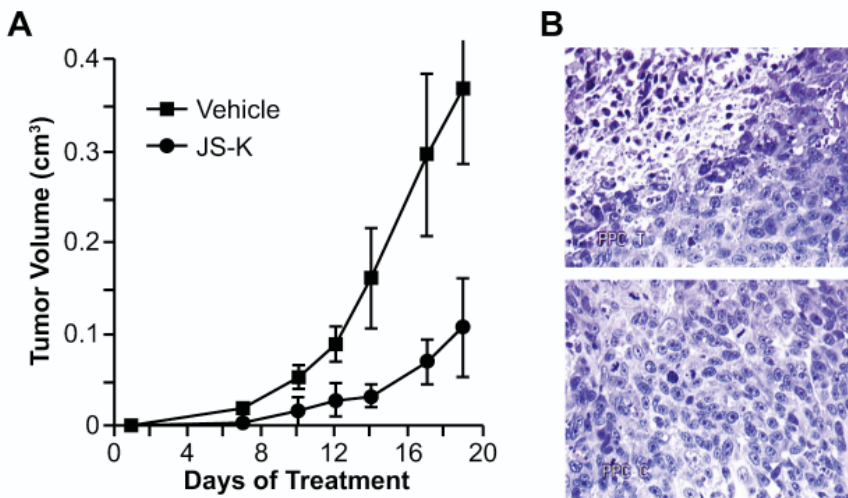 A
B
Tumor Volume (cm³)
0.4
0.3
0.2
0.1
0
Vehicle
JS-K
0
4
8
12
16
20
Days of Treatment
PPC T
PPC C